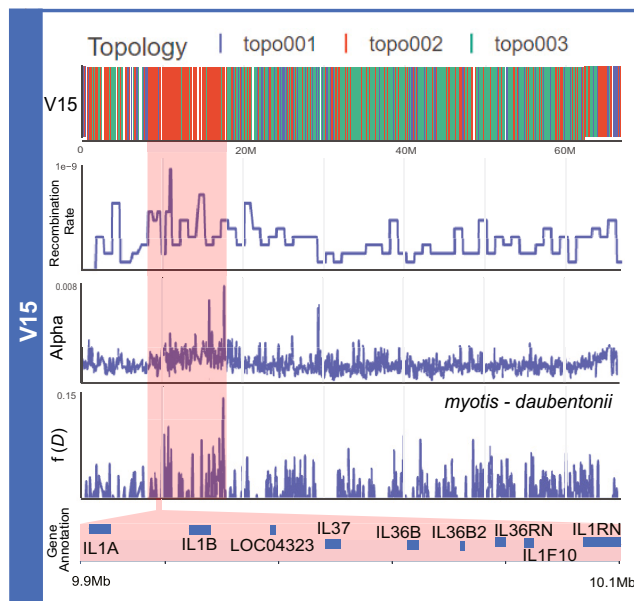 Topology topo001 topo002 topo003
V15
V15
0 20M 40M 60M
1e-9
Recombination
Rate
0.008
Alpha
0.15
f (D)
myotis - daubentonii
Gene
Annotation
IL1A IL1B LOC04323 IL37 IL36B IL36B2 IL36RN IL1F10 IL1RN
9.9Mb 10.1Mb